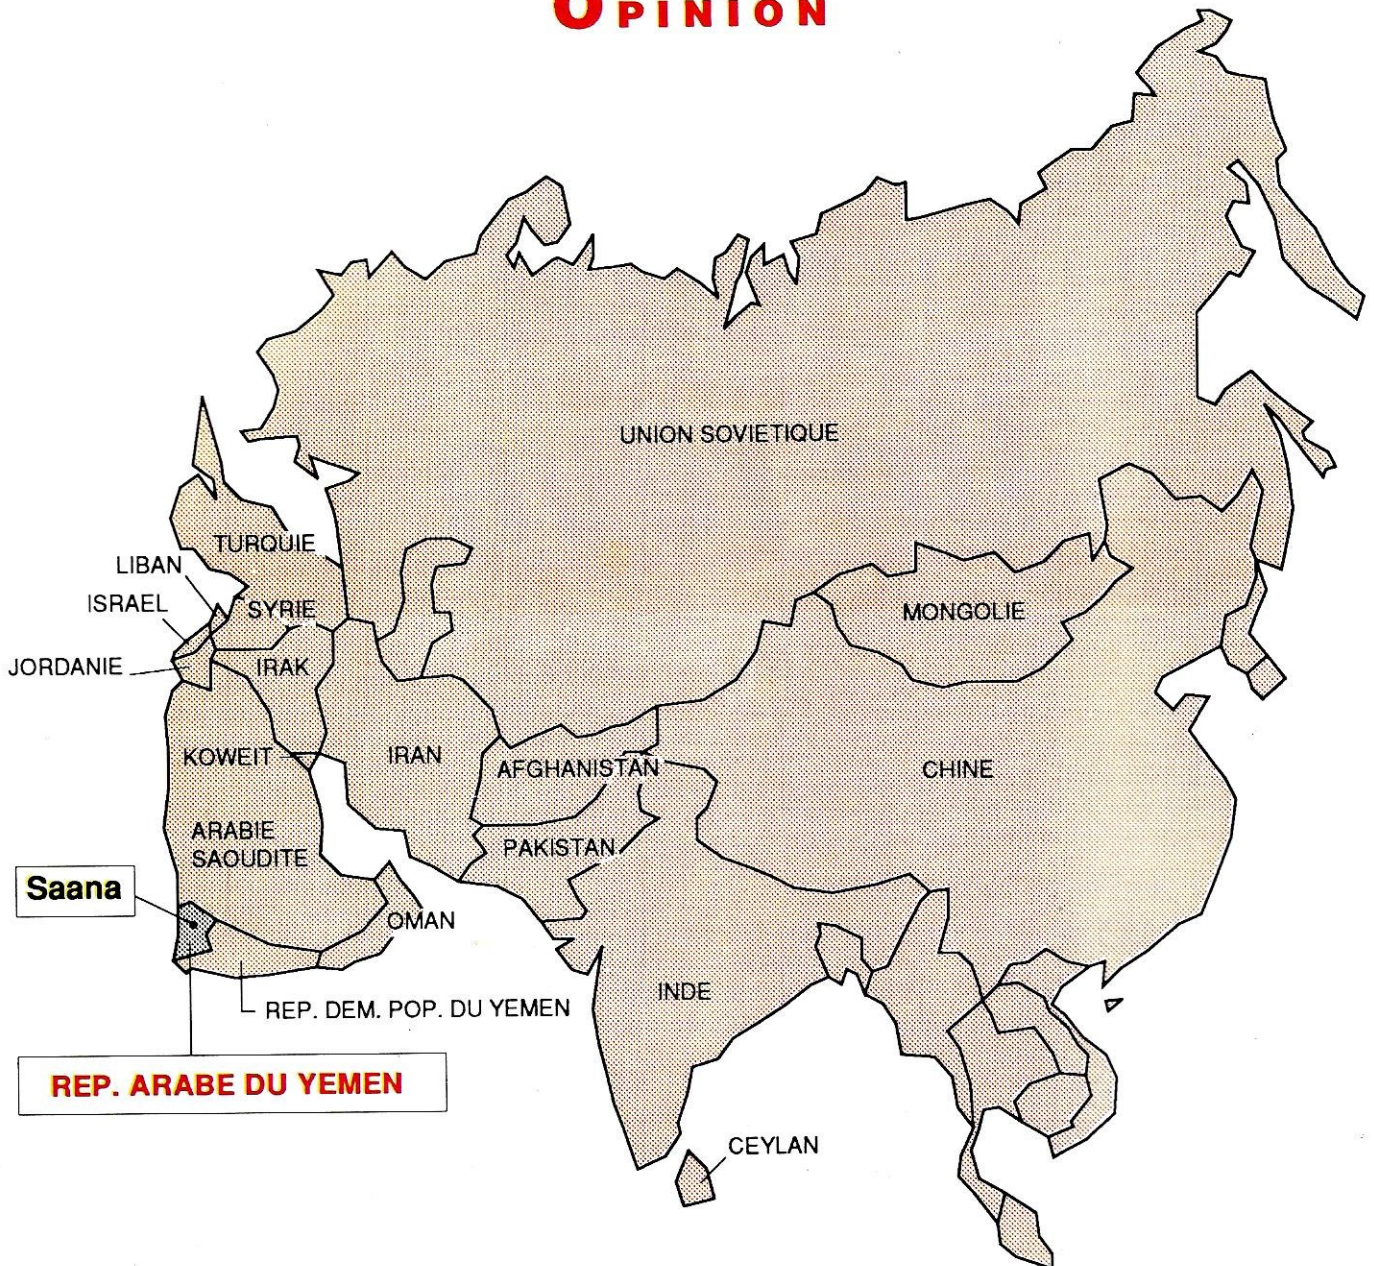 OPINION
UNION SOVIETIQUE
TURQUIE
LIBAN
ISRAEL
SYRIE
MONGOLIE
JORDANIE
IRAK
KOWEIT
IRAN
AFGHANISTAN
CHINE
ARABIE
SAOUDITE
PAKISTAN
Saana
OMAN
INDE
REP. DEM. POP. DU YEMEN
REP. ARABE DU YEMEN
CEYLAN